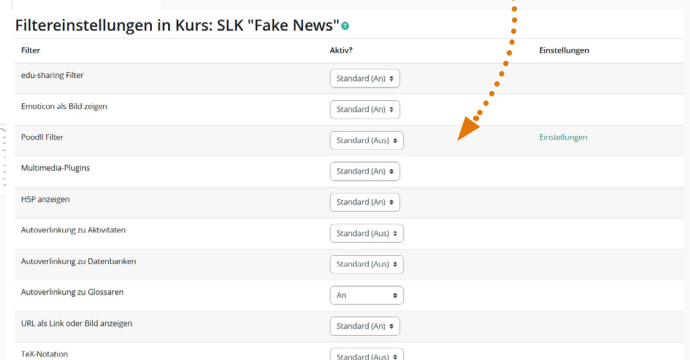 Filtereinstellungen in Kurs: SLK "Fake News"
Filter Aktiv? Einstellungen
edu-sharing Filter Standard (An)
Emoticon als Bild zeigen Standard (An)
Poodll Filter Standard (Aus) Einstellungen
Multimedia-Plugins Standard (An)
H5P anzeigen Standard (An)
Autoverlinkung zu Aktivitäten Standard (Aus)
Autoverlinkung zu Datenbanken Standard (Aus)
Autoverlinkung zu Glossaren An
URL als Link oder Bild anzeigen Standard (An)
TeX-Notation Standard (Aus)